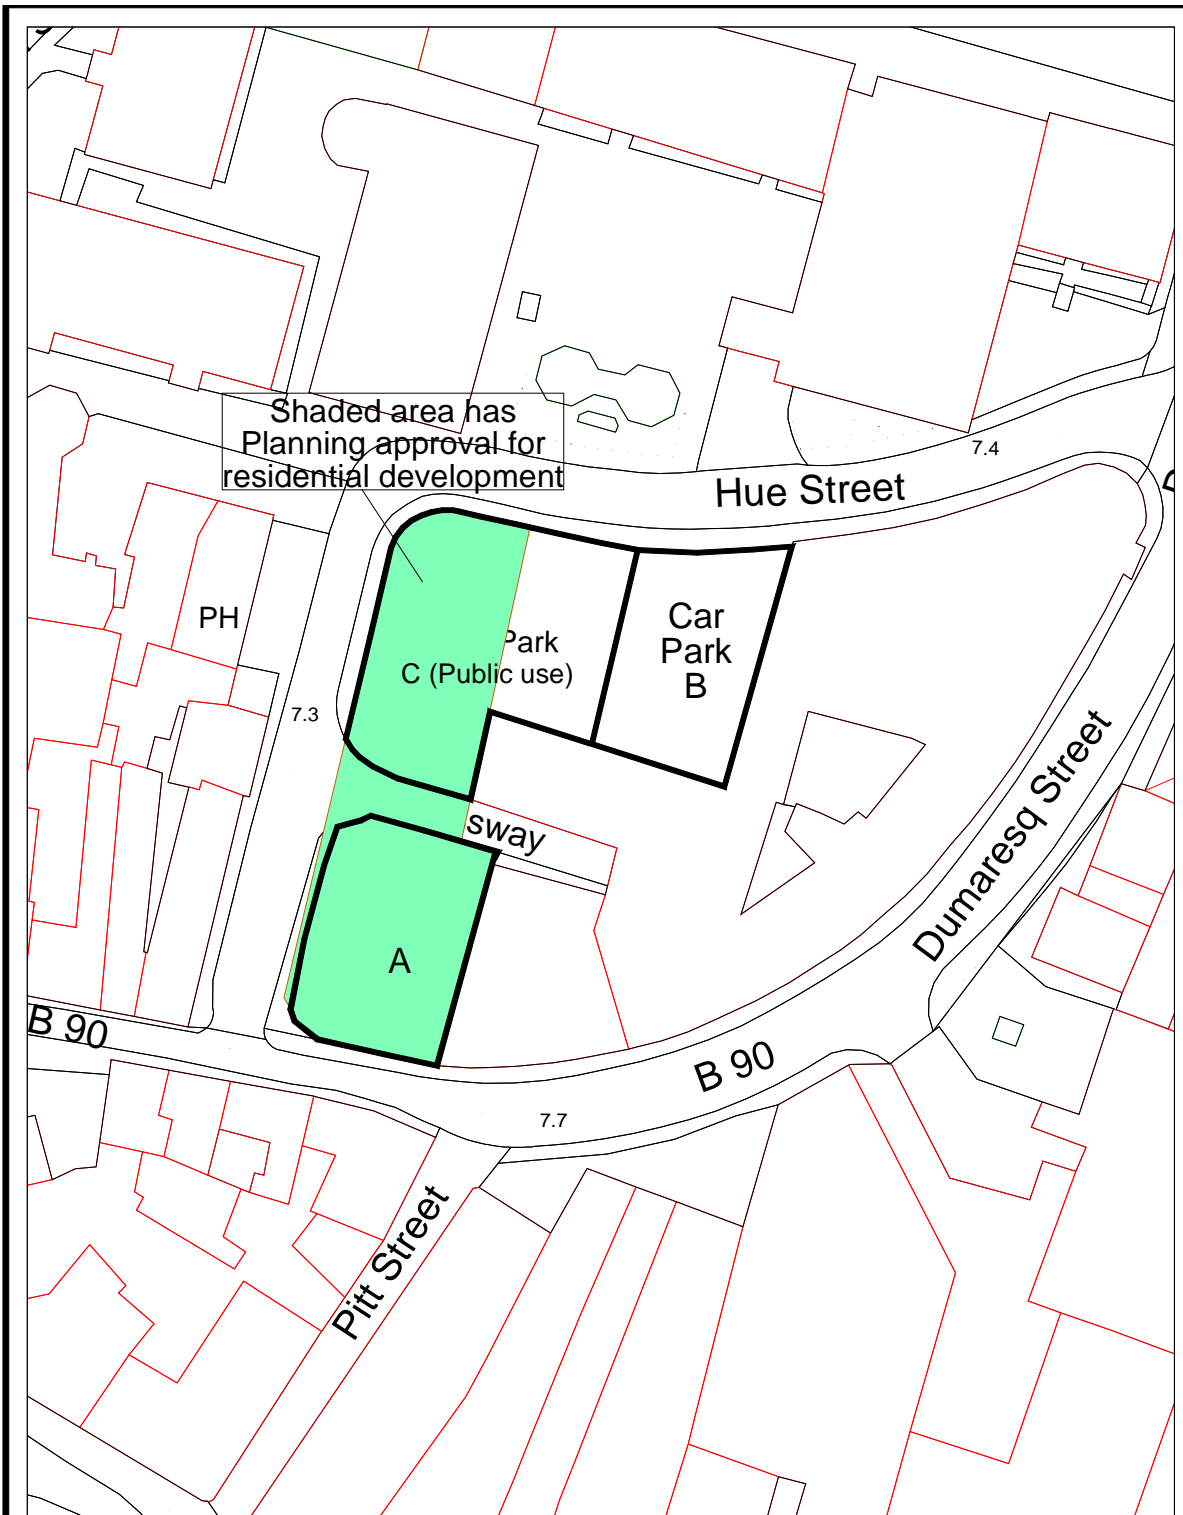 Shaded area has
Planning approval for
residential development
7.4
Hue Street
PH
Car
Park
B
Park
C (Public use)
7.3
sway
Dumaresq Street
A
B 90
B 90
7.7
Pitt Street